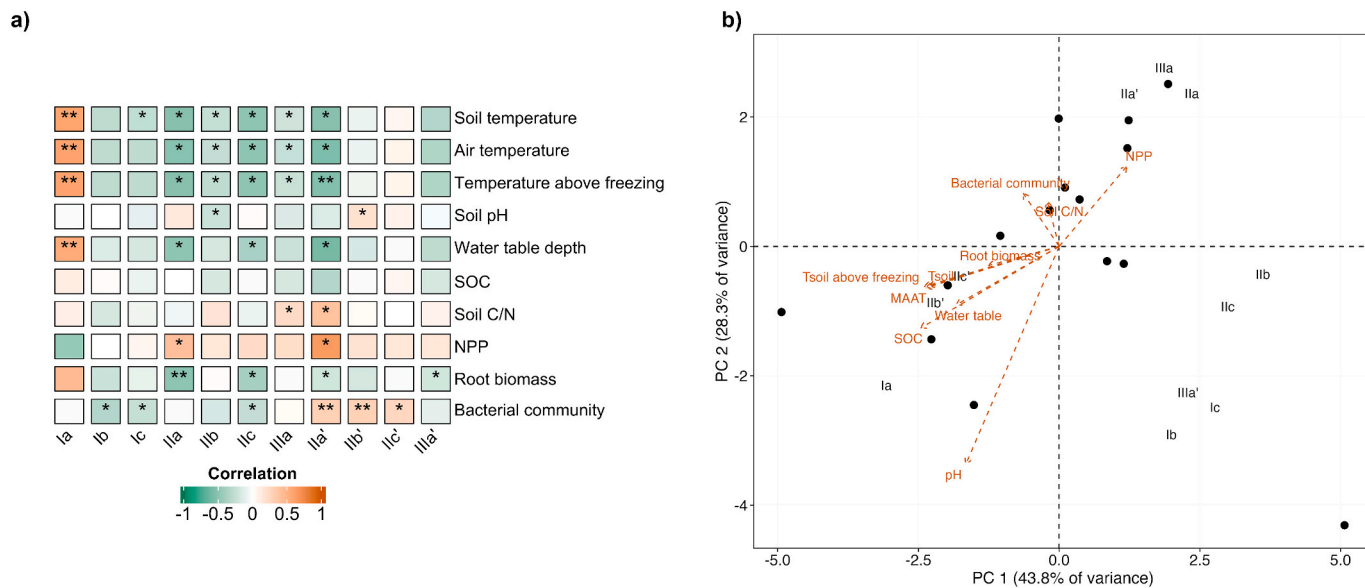 a)
** * * * * * * Soil temperature
** * * * * * Air temperature
** * * * * ** Temperature above freezing
* * Soil pH
** * * * Water table depth
SOC
* * Soil C/N
* * NPP
** * * * Root biomass
* * * ** ** * Bacterial community
Ia Ib Ic IIa IIb IIc IIIa IIa' IIb' IIc' IIIa'
Correlation
-1 -0.5 0 0.5 1
b)
PC 2 (28.3% of variance)
2
0
-2
-4
IIIa
IIa' IIa
NPP
Bacterial community
Soil C/N
Root biomass
Tsoil above freezing Tsoil IIc' IIb
MAAT IIb' IIc
Water table
SOC
Ia
IIIa' Ic
Ib
pH
-5.0 -2.5 0.0 2.5 5.0
PC 1 (43.8% of variance)